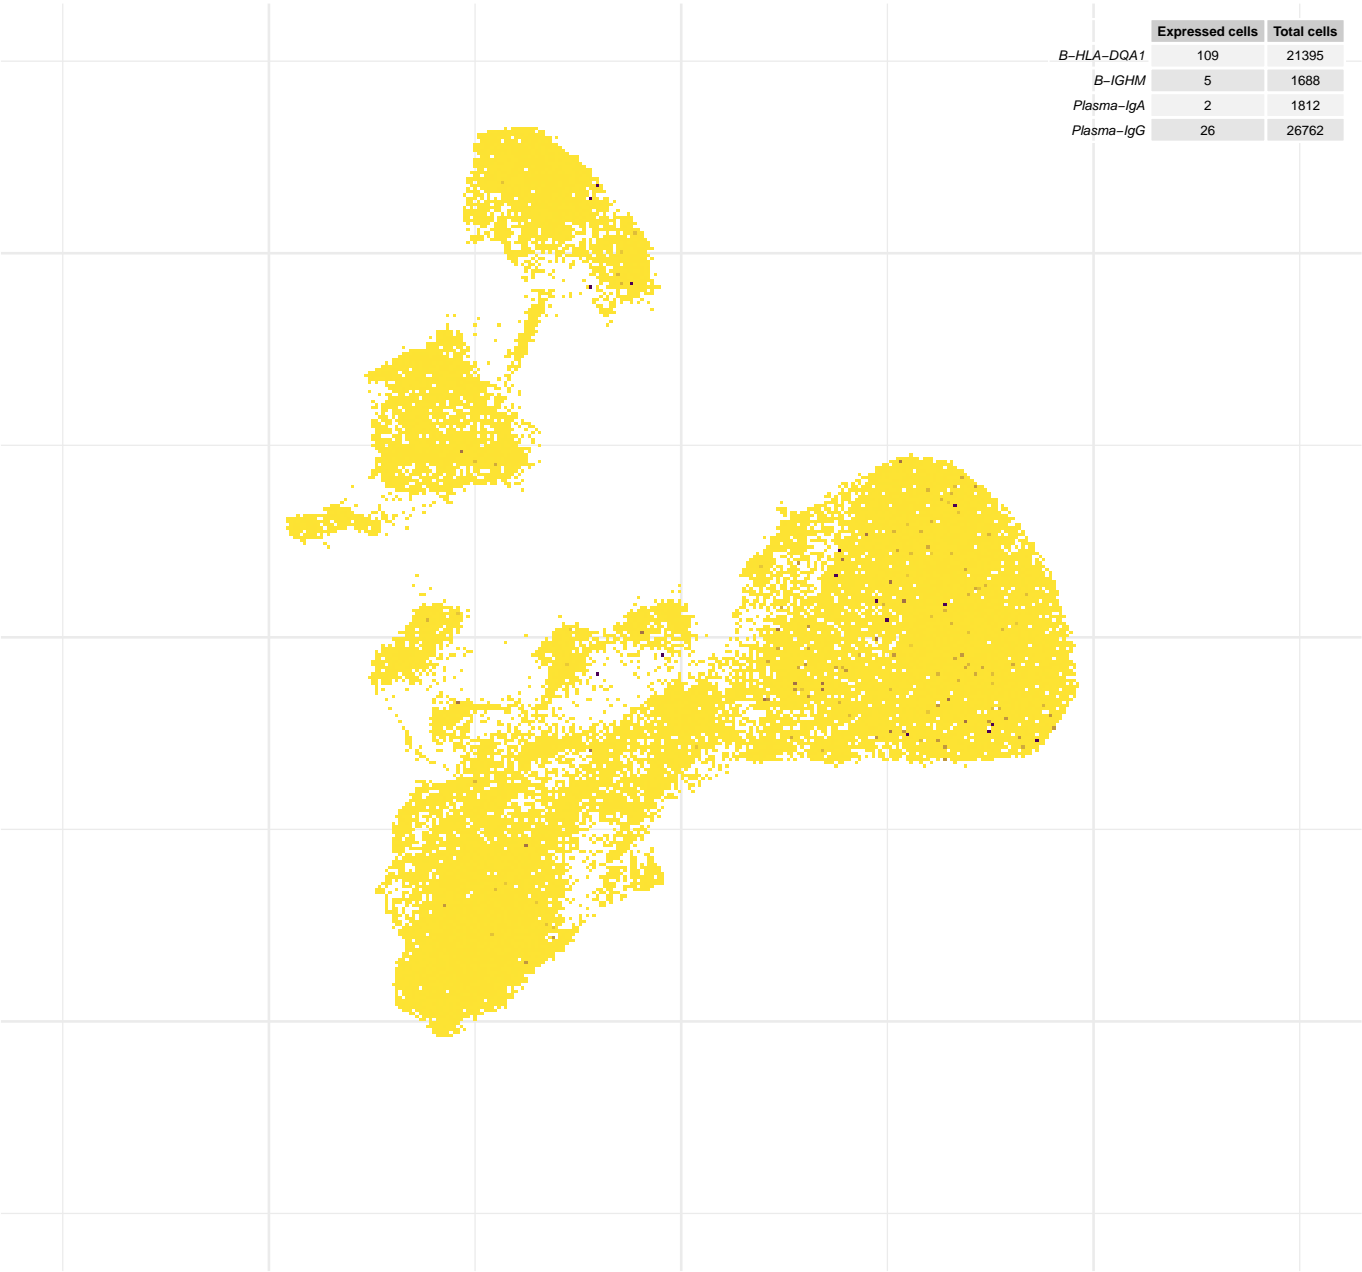 Expressed cells Total cells
B−HLA−DQA1 109 21395
B−IGHM 5 1688
Plasma−IgA 2 1812
Plasma−IgG 26 26762